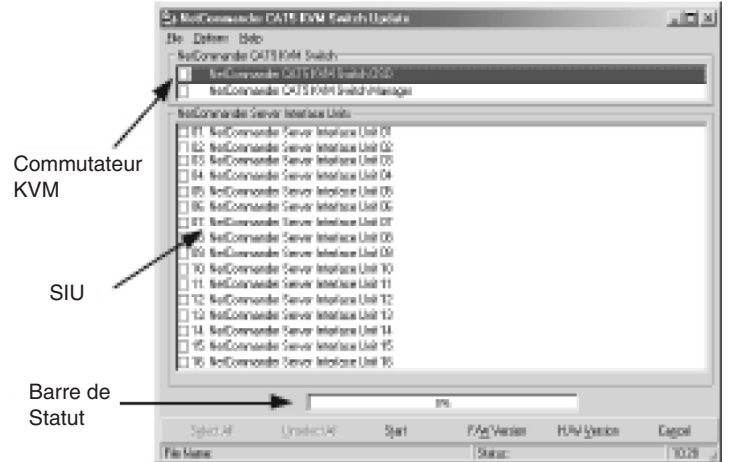 NetCommander CAT5 KVM Switch Update
File Options Help
NetCommander CAT5 KVM Switch
NetCommander CAT5 KVM Switch OSD
NetCommander CAT5 KVM Switch Manager
NetCommander Server Interface Units
01. NetCommander Server Interface Unit 01
02. NetCommander Server Interface Unit 02
03. NetCommander Server Interface Unit 03
04. NetCommander Server Interface Unit 04
05. NetCommander Server Interface Unit 05
06. NetCommander Server Interface Unit 06
07. NetCommander Server Interface Unit 07
08. NetCommander Server Interface Unit 08
09. NetCommander Server Interface Unit 09
10. NetCommander Server Interface Unit 10
11. NetCommander Server Interface Unit 11
12. NetCommander Server Interface Unit 12
13. NetCommander Server Interface Unit 13
14. NetCommander Server Interface Unit 14
15. NetCommander Server Interface Unit 15
16. NetCommander Server Interface Unit 16
Commutateur
KVM
SIU
Barre de
Statut
0%
Select All Unselect All Start F/W Version H/W Version Cancel
File Name: Status: 10:29